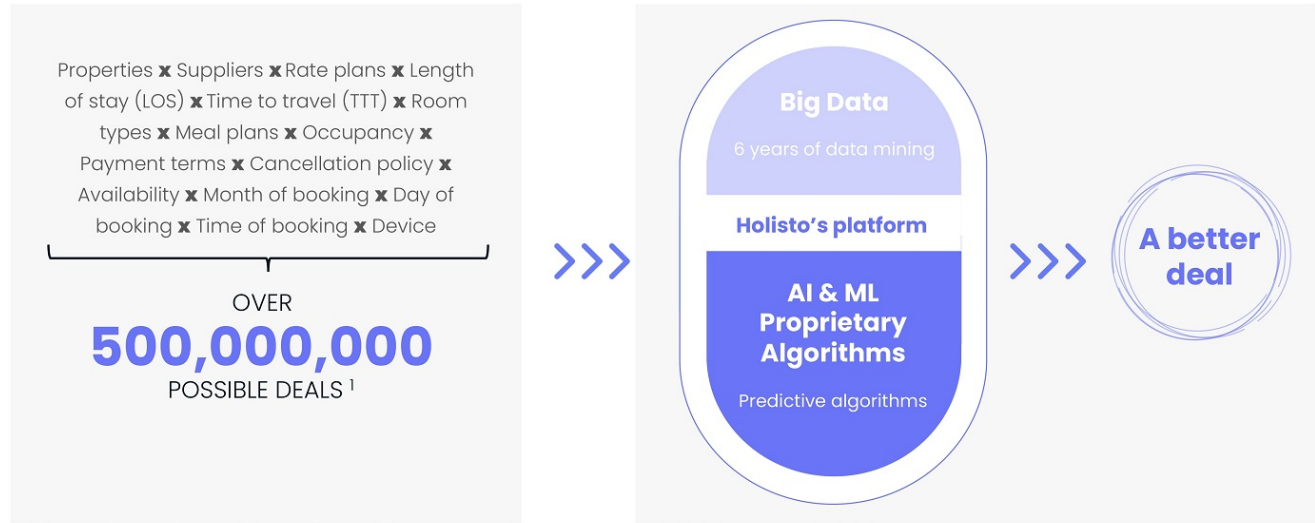 Properties x Suppliers x Rate plans x Length
of stay (LOS) x Time to travel (TTT) x Room
types x Meal plans x Occupancy x
Payment terms x Cancellation policy x
Availability x Month of booking x Day of
booking x Time of booking x Device
OVER
500,000,000
POSSIBLE DEALS ¹
Big Data
6 years of data mining
Holisto’s platform
AI & ML
Proprietary
Algorithms
Predictive algorithms
A better
deal